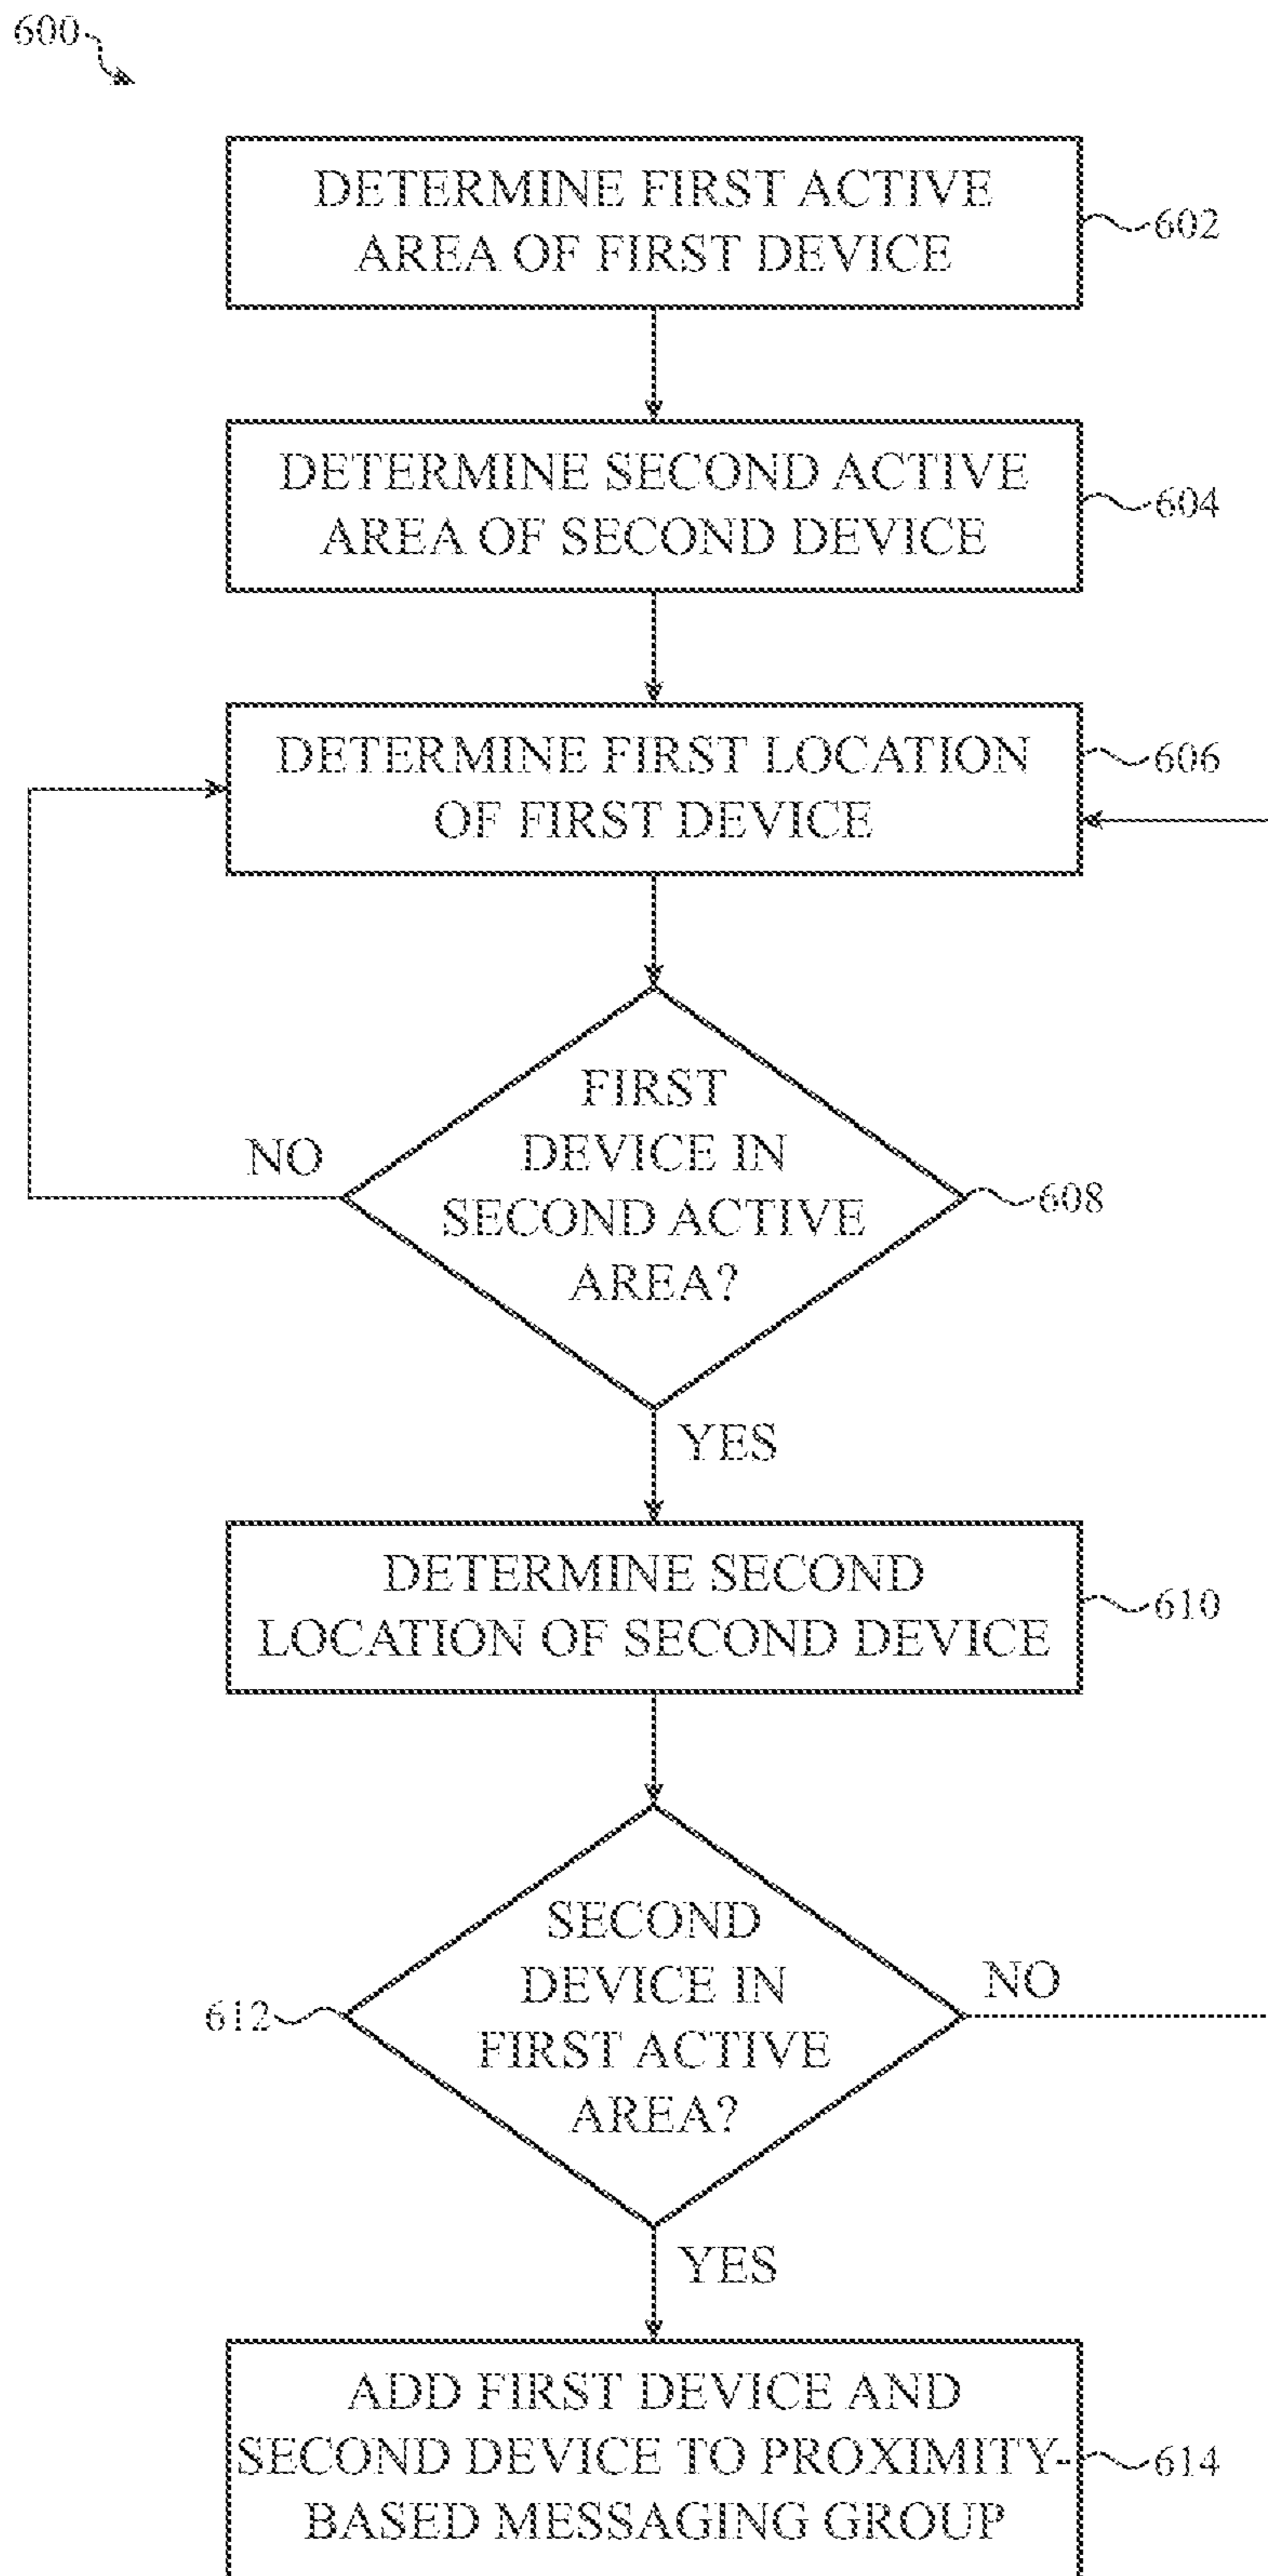 600
DETERMINE FIRST ACTIVE
AREA OF FIRST DEVICE
602
DETERMINE SECOND ACTIVE
AREA OF SECOND DEVICE
604
DETERMINE FIRST LOCATION
OF FIRST DEVICE
606
FIRST
DEVICE IN
SECOND ACTIVE
AREA?
NO
608
YES
DETERMINE SECOND
LOCATION OF SECOND DEVICE
610
SECOND
DEVICE IN
FIRST ACTIVE
AREA?
NO
612
YES
ADD FIRST DEVICE AND
SECOND DEVICE TO PROXIMITY-
BASED MESSAGING GROUP
614